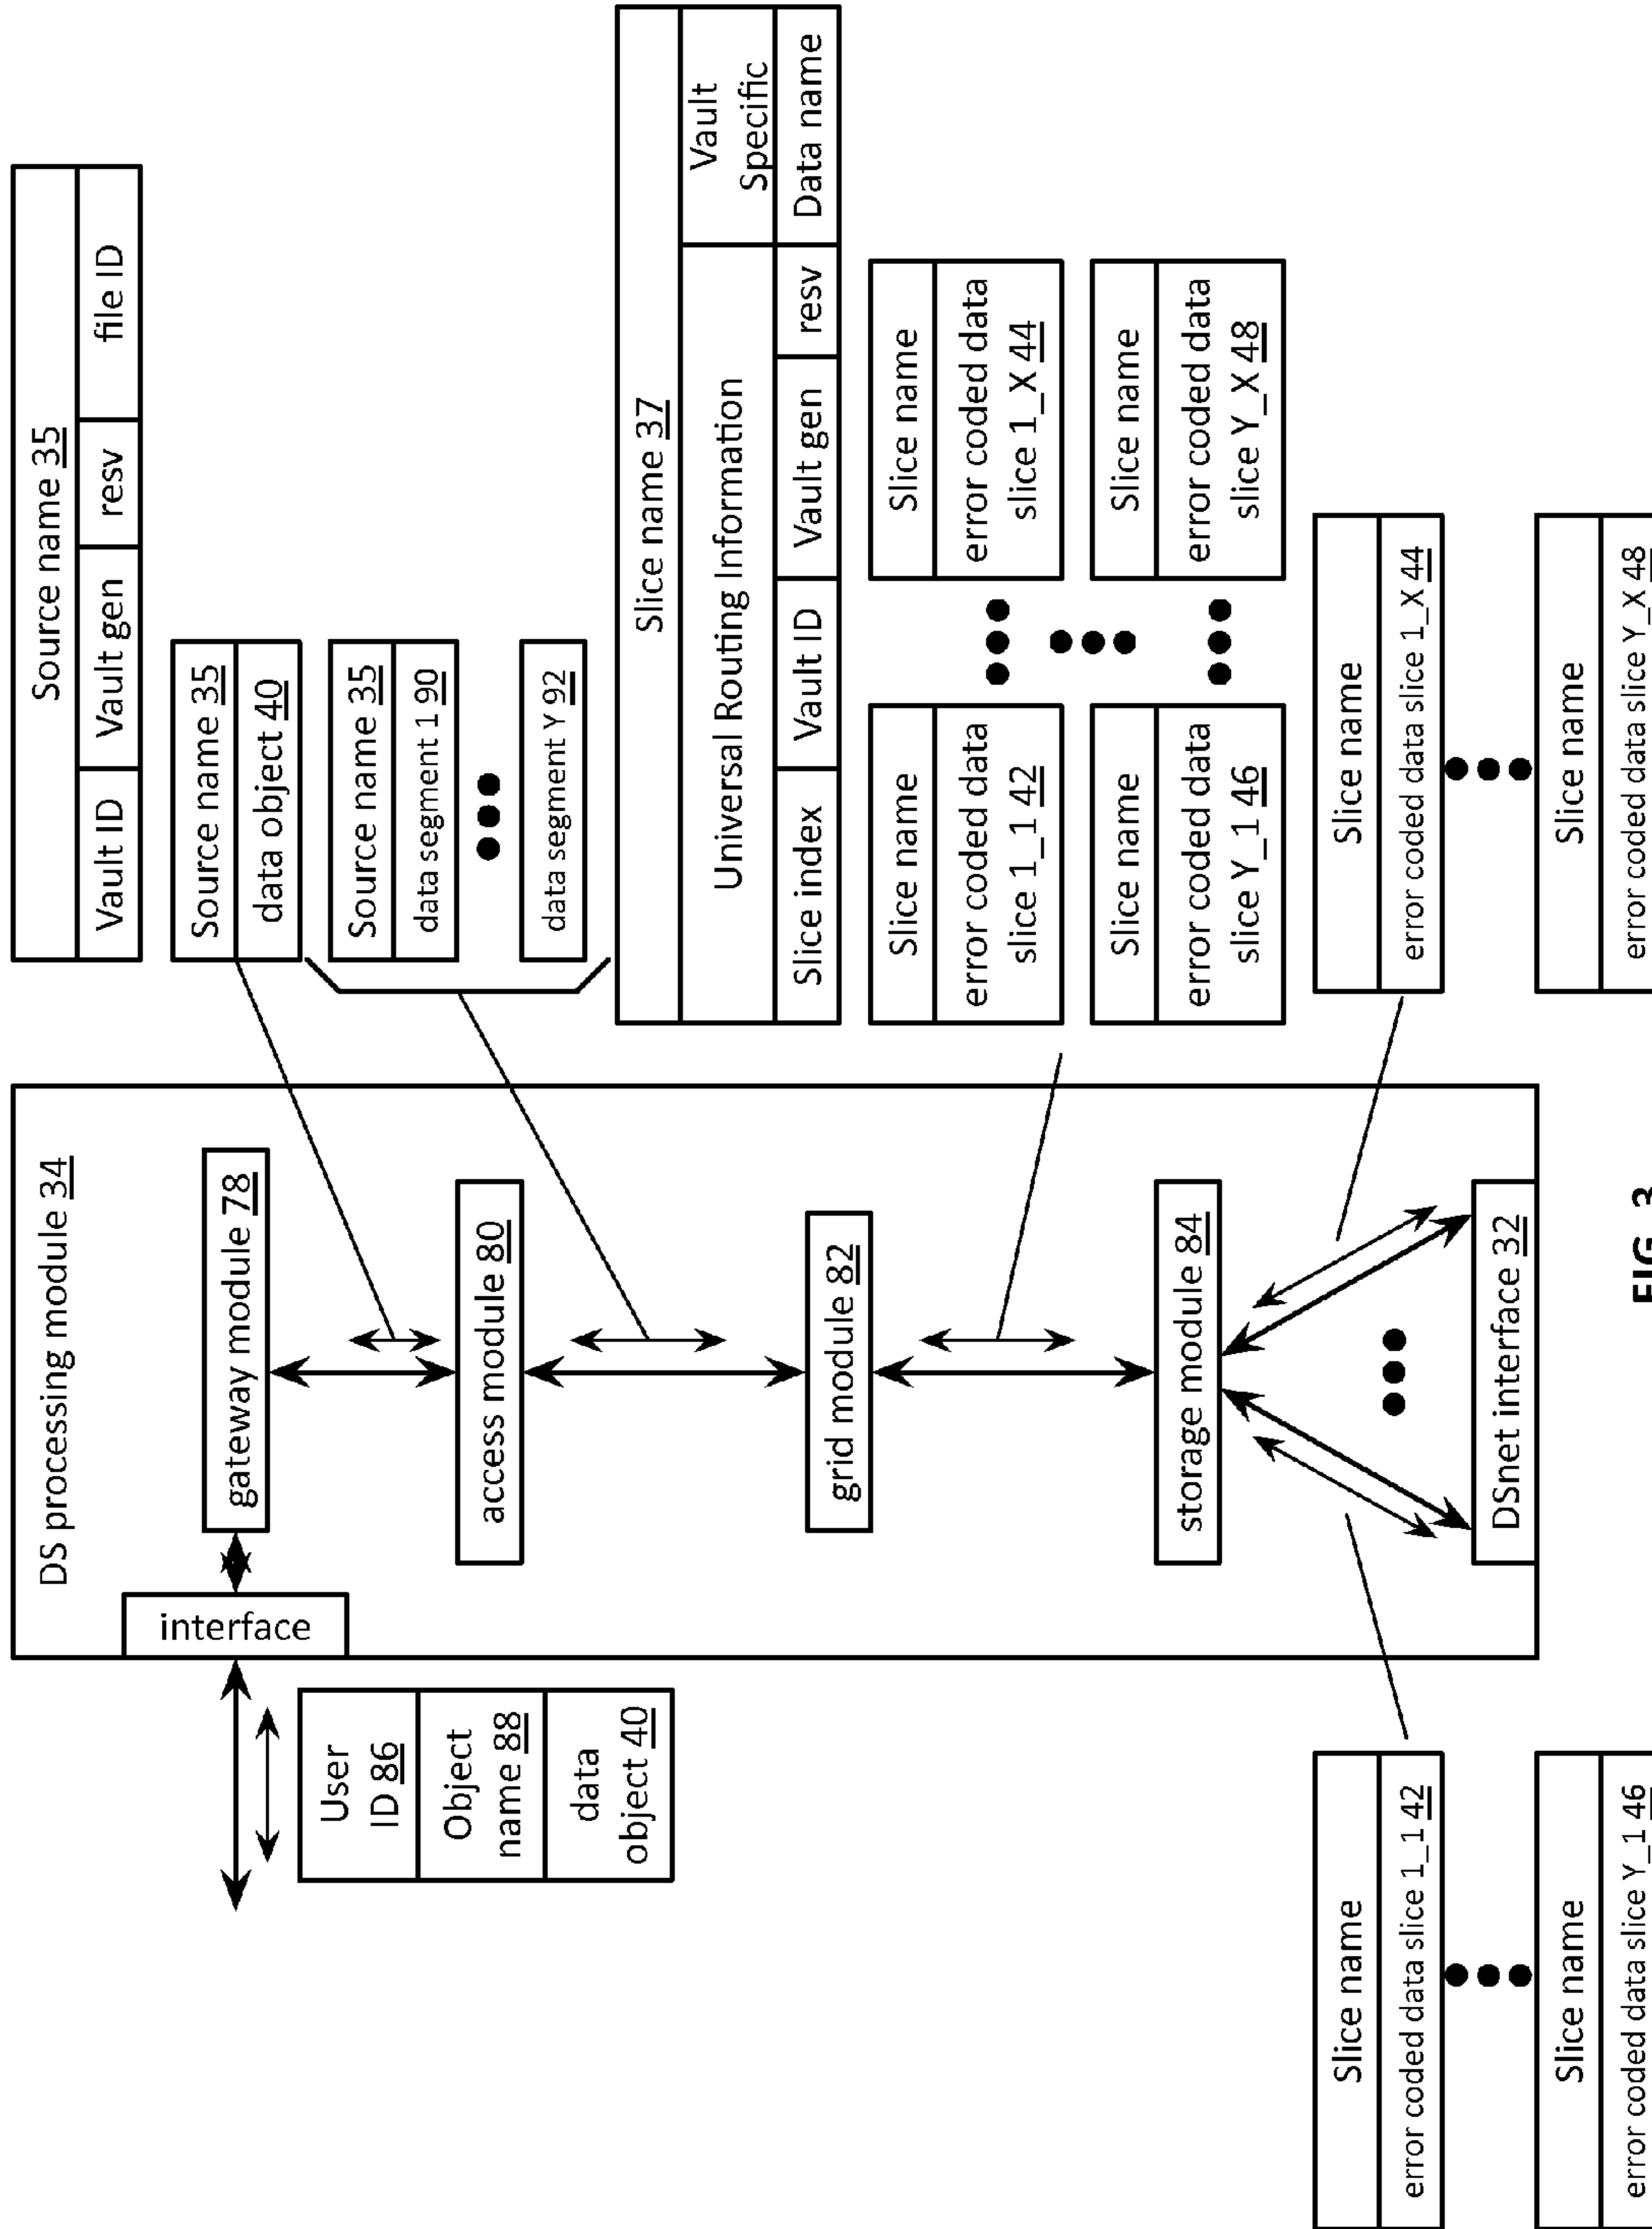 DS processing module 34
interface
gateway module 78
access module 80
grid module 82
storage module 84
DSnet interface 32
User
ID 86
Object
name 88
data
object 40
Source name 35
Vault ID
Vault gen
resv
file ID
Source name 35
data object 40
Source name 35
data segment 1 90
data segment Y 92
Slice name 37
Universal Routing Information
Vault
Specific
Slice index
Vault ID
Vault gen
resv
Data name
Slice name
error coded data
slice 1_1 42
Slice name
error coded data
slice 1_X 44
Slice name
error coded data
slice Y_1 46
Slice name
error coded data
slice Y_X 48
Slice name
error coded data slice 1_1 42
Slice name
error coded data slice Y_1 46
Slice name
error coded data slice 1_X 44
Slice name
error coded data slice Y_X 48
FIG. 3